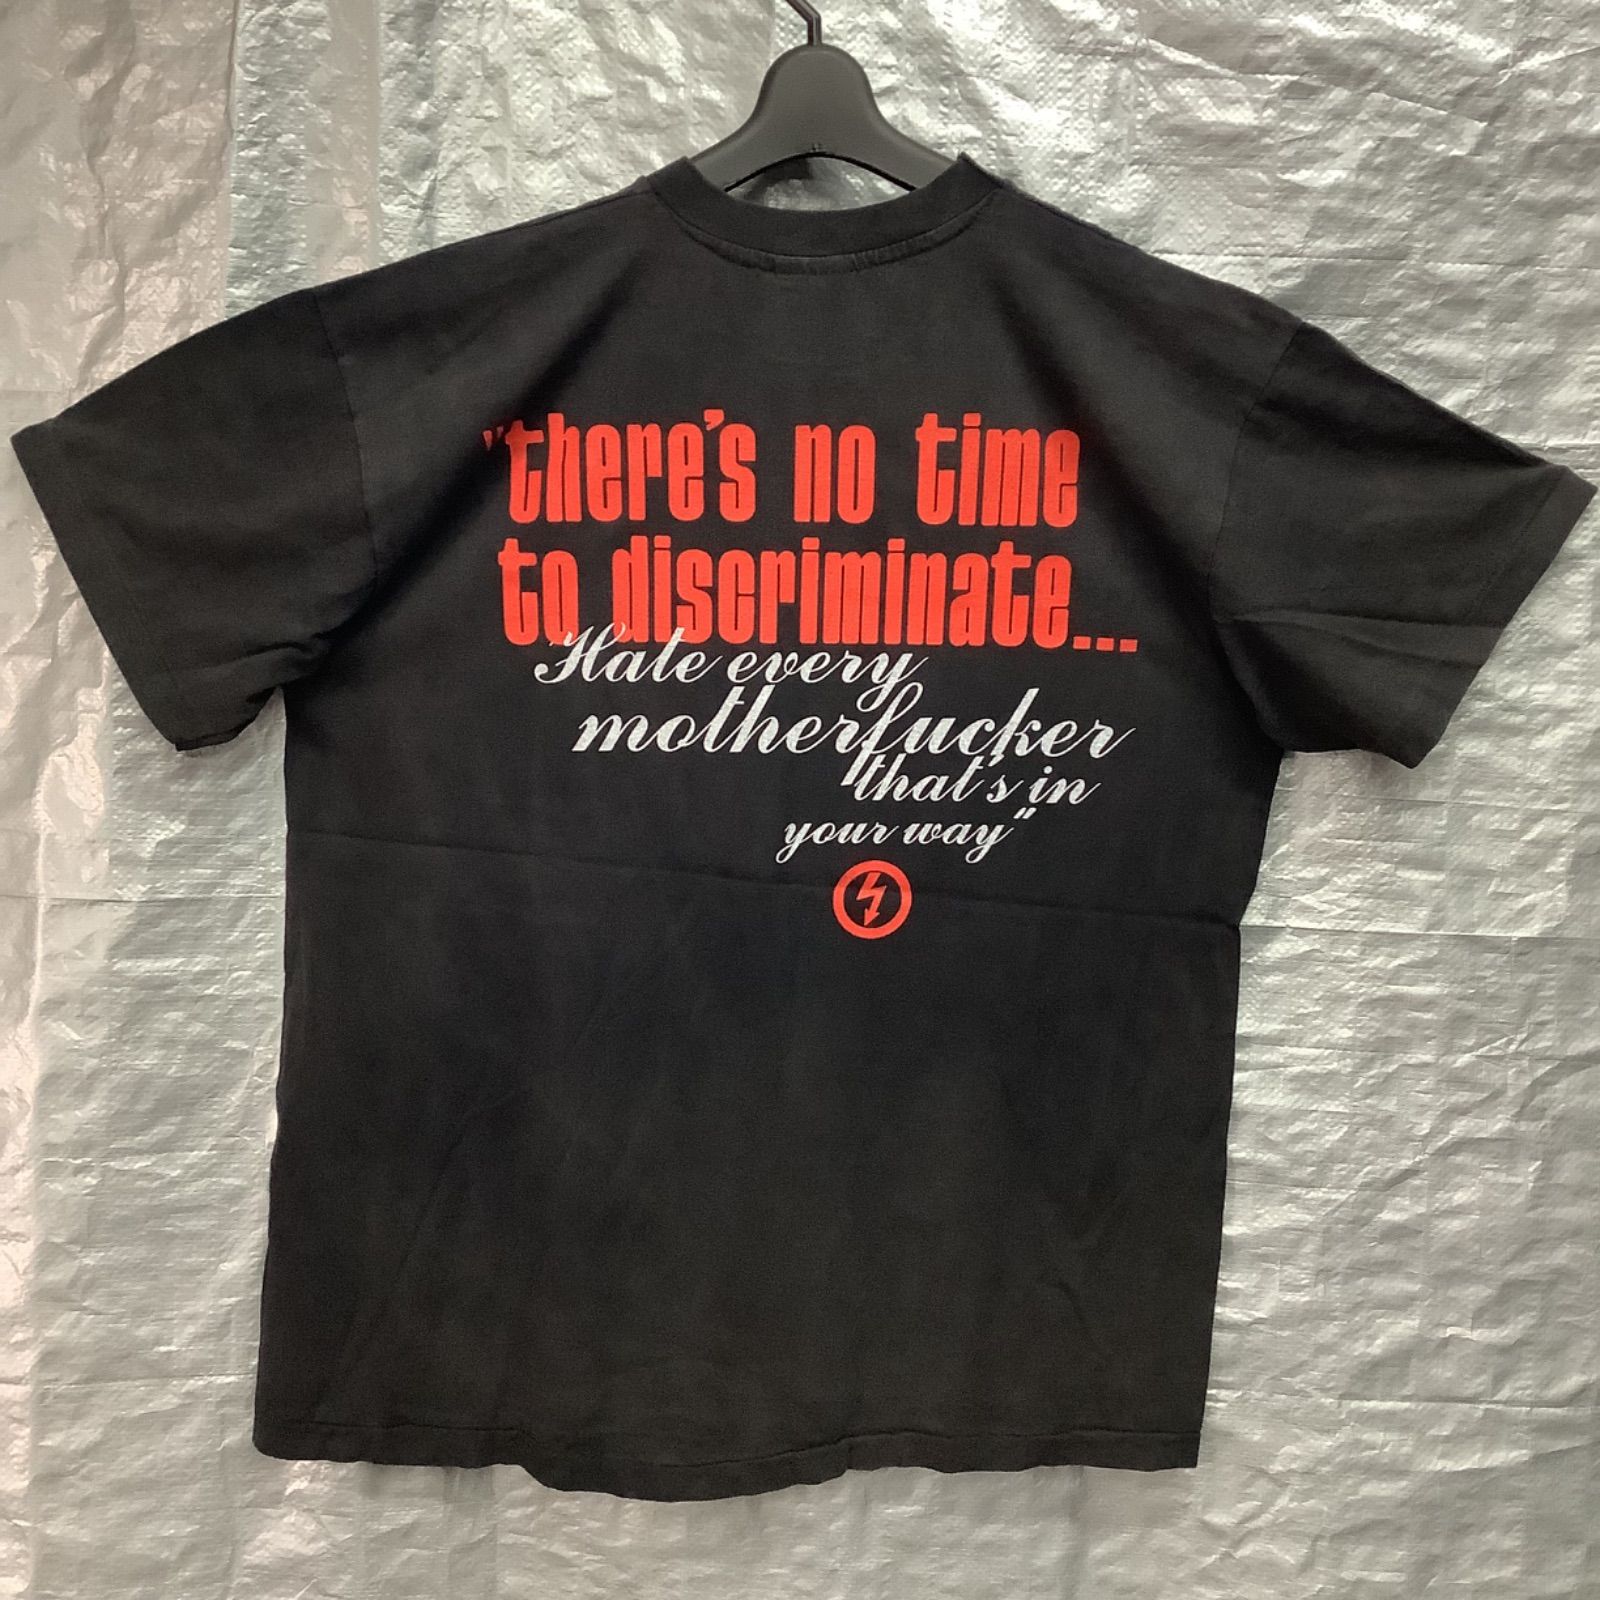 "there's no time
to discriminate...
Hate every
motherfucker
that's in
your way"